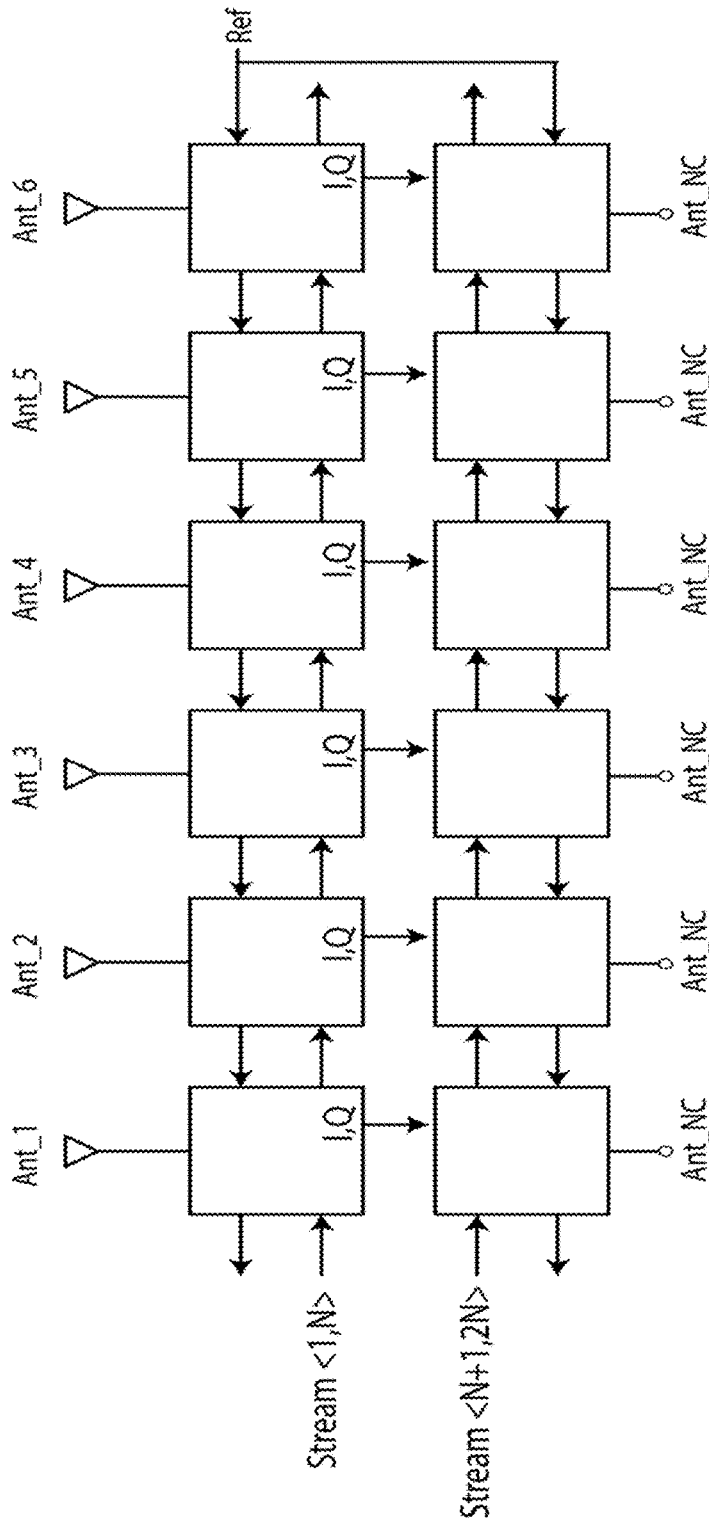 Ant_1
Ant_2
Ant_3
Ant_4
Ant_5
Ant_6
Ref
I,Q
I,Q
I,Q
I,Q
I,Q
I,Q
Stream <1,N>
Stream <N+1,2N>
Ant_NC
Ant_NC
Ant_NC
Ant_NC
Ant_NC
Ant_NC